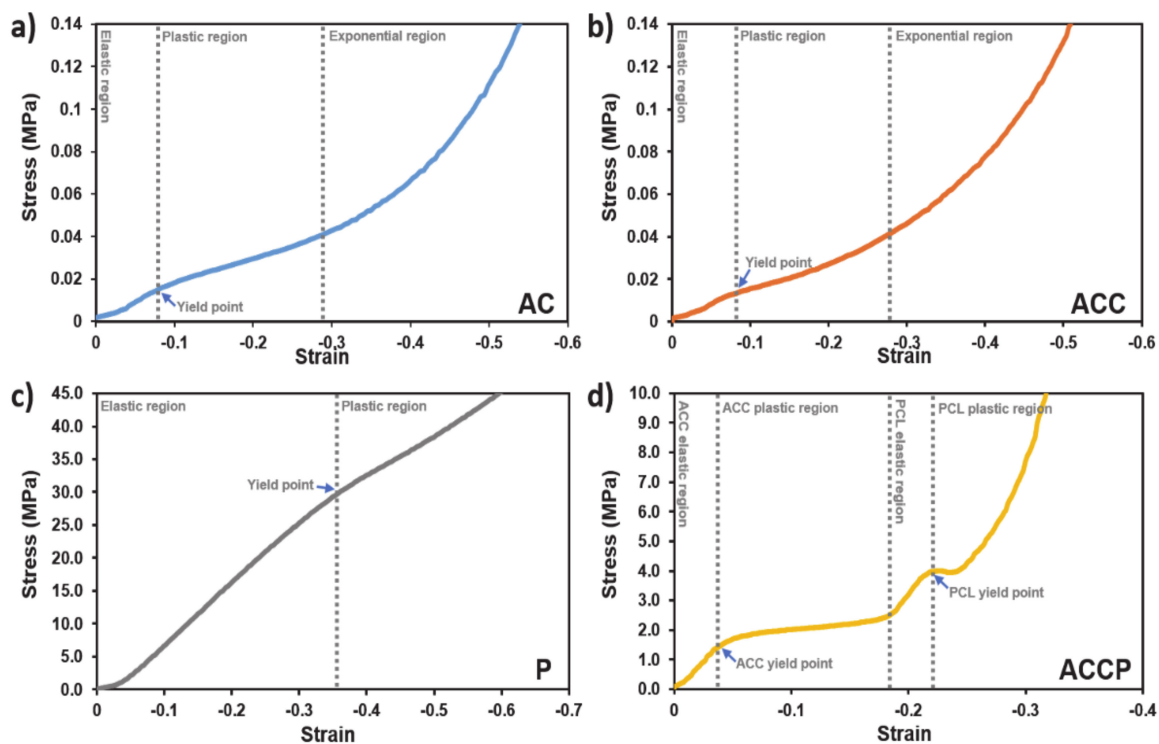 a)
0.14
0.12
0.1
0.08
0.06
0.04
0.02
0
Stress (MPa)
Elastic region
Plastic region
Exponential region
Yield point
AC
0
-0.1
-0.2
-0.3
-0.4
-0.5
-0.6
Strain
b)
0.14
0.12
0.1
0.08
0.06
0.04
0.02
0
Stress (MPa)
Elastic region
Plastic region
Exponential region
Yield point
ACC
0
-0.1
-0.2
-0.3
-0.4
-0.5
-0.6
Strain
c)
45.0
40.0
35.0
30.0
25.0
20.0
15.0
10.0
5.0
0.0
Stress (MPa)
Elastic region
Plastic region
Yield point
P
0
-0.1
-0.2
-0.3
-0.4
-0.5
-0.6
-0.7
Strain
d)
10.0
9.0
8.0
7.0
6.0
5.0
4.0
3.0
2.0
1.0
0.0
Stress (MPa)
ACC elastic region
ACC plastic region
PCL elastic region
PCL plastic region
PCL yield point
ACC yield point
ACCP
0
-0.1
-0.2
-0.3
-0.4
Strain